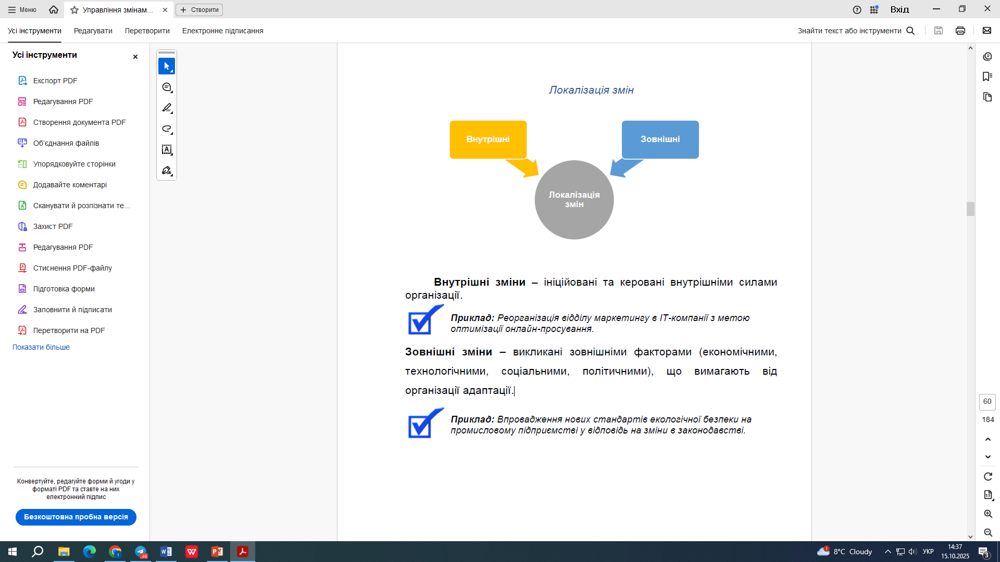 Меню
Управління змінам...
Створити
Вхід
Усі інструменти
Редагувати
Перетворити
Електронне підписання
Знайти текст або інструменти
Усі інструменти
Експорт PDF
Редагування PDF
Створення документа PDF
Об'єднання файлів
Упорядковуйте сторінки
Додавайте коментарі
Сканувати й розпізнати те...
Захист PDF
Редагування PDF
Стиснення PDF-файлу
Підготовка форми
Заповнити й підписати
Перетворити на PDF
Показати більше
Конвертуйте, редагуйте форми й угоди у
форматі PDF та ставте на них
електронний підпис
Безкоштовна пробна версія
Локалізація змін
Внутрішні
Зовнішні
Локалізація
змін
Внутрішні зміни – ініційовані та керовані внутрішніми силами
організації.
Приклад: Реорганізація відділу маркетингу в ІТ-компанії з метою
оптимізації онлайн-просування.
Зовнішні зміни – викликані зовнішніми факторами (економічними,
технологічними, соціальними, політичними), що вимагають від
організації адаптації.
Приклад: Впровадження нових стандартів екологічної безпеки на
промисловому підприємстві у відповідь на зміни в законодавстві.
60
184
1:1
.46
1
8°C Cloudy
УКР
14:37
15.10.2025
3